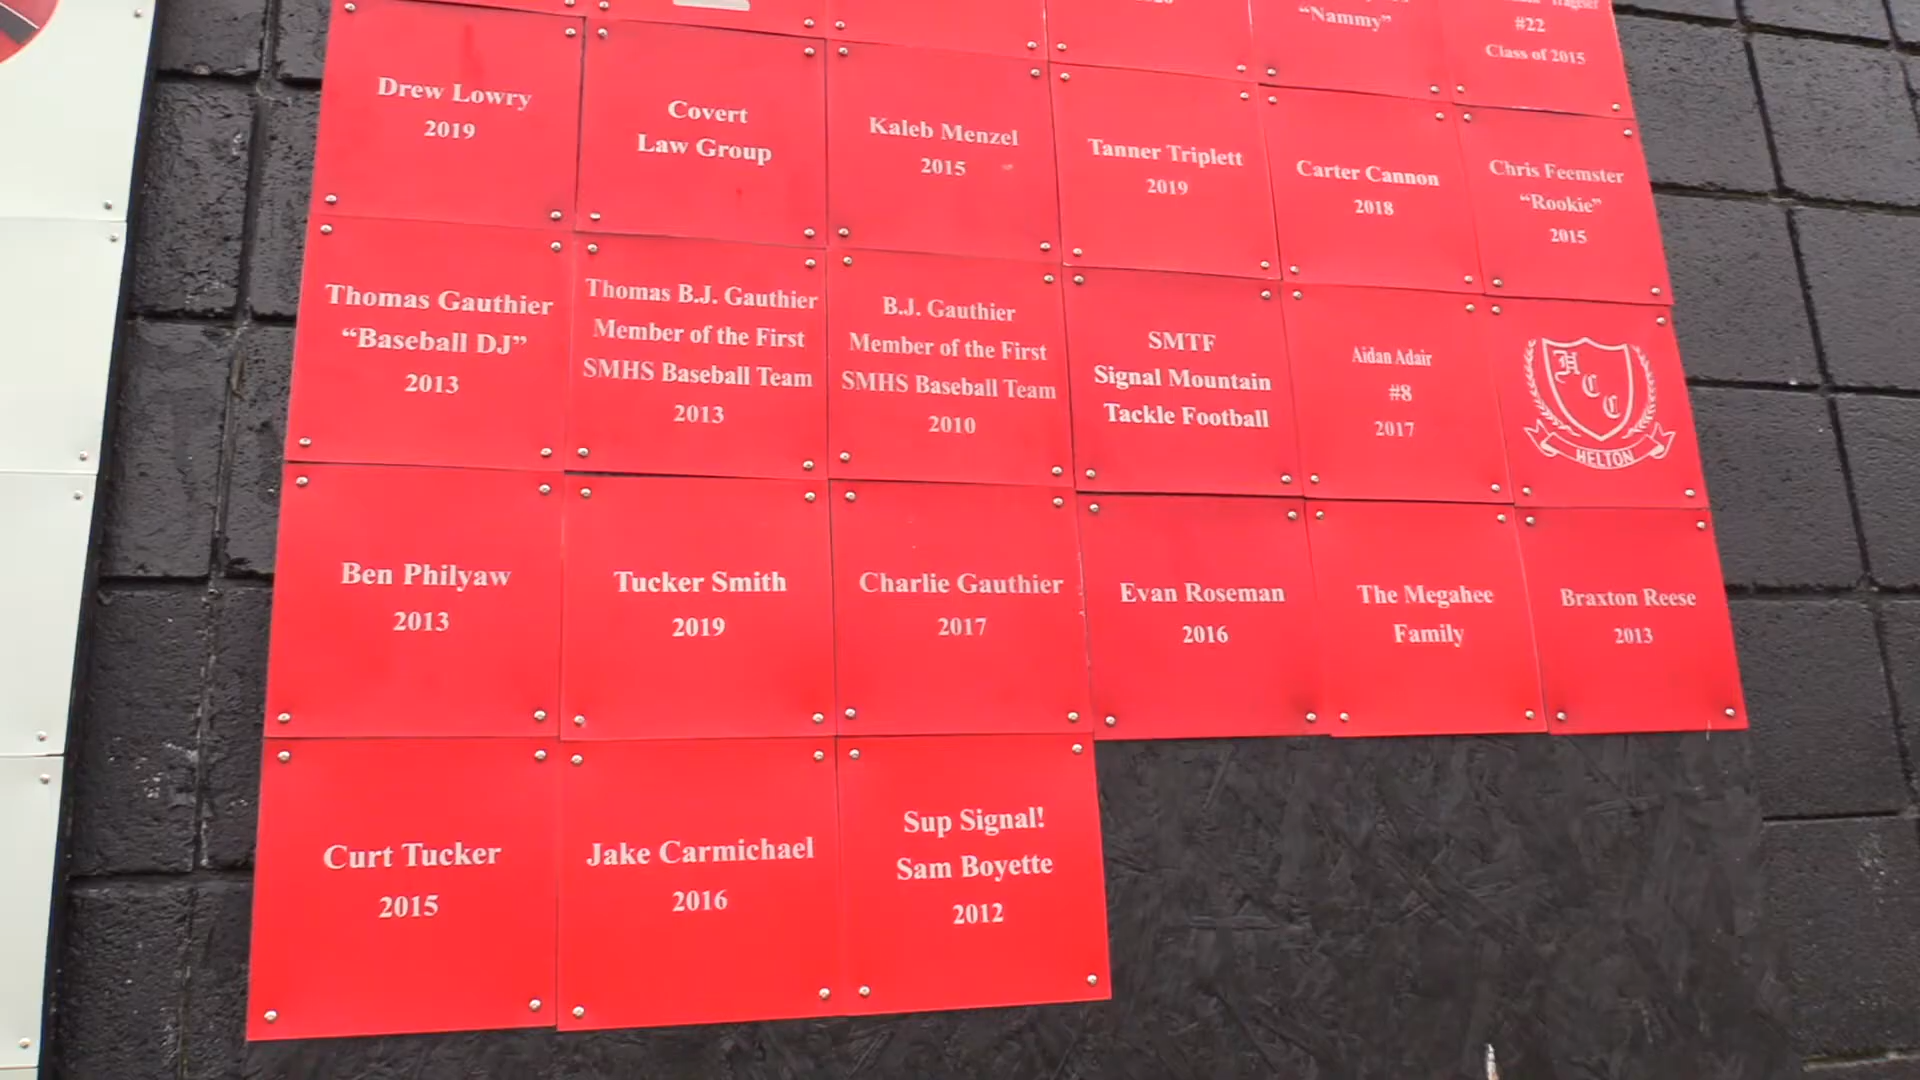 “Nammy”
#22
Class of 2015
Drew Lowry
2019
Covert
Law Group
Kaleb Menzel
2015
Tanner Triplett
2019
Carter Cannon
2018
Chris Feemster
“Rookie”
2015
Thomas Gauthier
“Baseball DJ”
2013
Thomas B.J. Gauthier
Member of the First
SMHS Baseball Team
2013
B.J. Gauthier
Member of the First
SMHS Baseball Team
2010
SMTF
Signal Mountain
Tackle Football
Aidan Adair
#8
2017
H C C
HELTON
Ben Philyaw
2013
Tucker Smith
2019
Charlie Gauthier
2017
Evan Roseman
2016
The Megahee
Family
Braxton Reese
2013
Curt Tucker
2015
Jake Carmichael
2016
Sup Signal!
Sam Boyette
2012